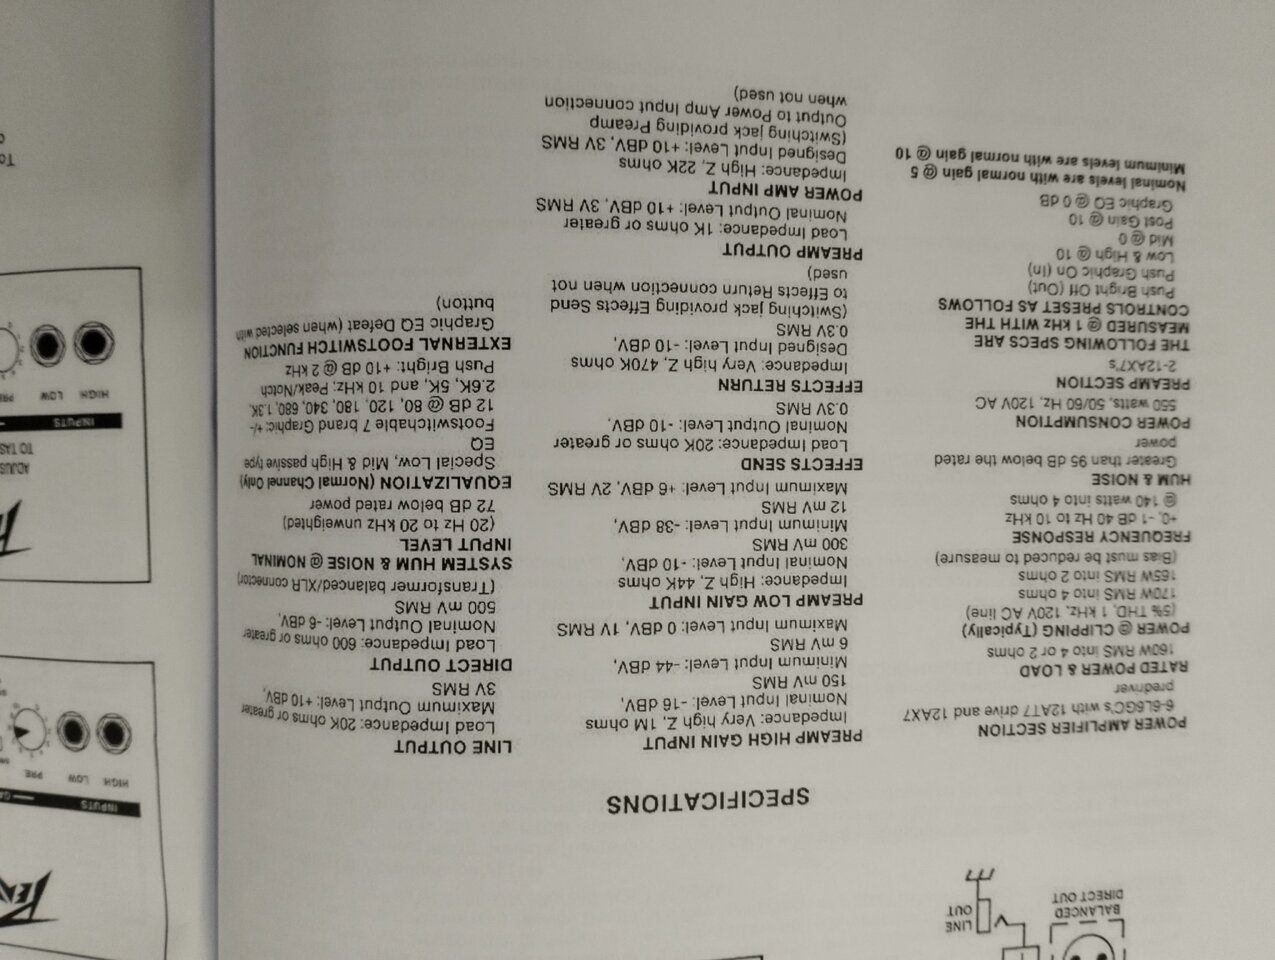 BALANCED
DIRECT OUT
LINE
OUT
SPECIFICATIONS
POWER AMPLIFIER SECTION
6-6L6GC's with 12AT7 drive and 12AX7
predriver
RATED POWER & LOAD
160W RMS into 4 or 2 ohms
POWER @ CLIPPING (Typically)
(5% THD, 1 kHz, 120V AC line)
170W RMS into 4 ohms
165W RMS into 2 ohms
(Bias must be reduced to measure)
FREQUENCY RESPONSE
+0, -1 dB 40 Hz to 10 kHz
@ 140 watts into 4 ohms
HUM & NOISE
Greater than 95 dB below the rated
power
POWER CONSUMPTION
550 watts, 50/60 Hz, 120V AC
PREAMP SECTION
2-12AX7's
THE FOLLOWING SPECS ARE
MEASURED @ 1 kHz WITH THE
CONTROLS PRESET AS FOLLOWS
Push Bright Off (Out)
Push Graphic On (In)
Low & High @ 10
Mid @ 0
Post Gain @ 10
Graphic EQ @ 0 dB
Nominal levels are with normal gain @ 5
Minimum levels are with normal gain @ 10
PREAMP HIGH GAIN INPUT
Impedance: Very high Z, 1M ohms
Nominal Input Level: -16 dBV,
150 mV RMS
Minimum Input Level: -44 dBV,
6 mV RMS
Maximum Input Level: 0 dBV, 1V RMS
PREAMP LOW GAIN INPUT
Impedance: High Z, 44K ohms
Nominal Input Level: -10 dBV,
300 mV RMS
Minimum Input Level: -38 dBV,
12 mV RMS
Maximum Input Level: +6 dBV, 2V RMS
EFFECTS SEND
Load Impedance: 20K ohms or greater
Nominal Output Level: -10 dBV,
0.3V RMS
EFFECTS RETURN
Impedance: Very high Z, 470K ohms
Designed Input Level: -10 dBV,
0.3V RMS
(Switching jack providing Effects Send
to Effects Return connection when not
used)
PREAMP OUTPUT
Load Impedance: 1K ohms or greater
Nominal Output Level: +10 dBV, 3V RMS
POWER AMP INPUT
Impedance: High Z, 22K ohms
Designed Input Level: +10 dBV, 3V RMS
(Switching jack providing Preamp
Output to Power Amp Input connection
when not used)
LINE OUTPUT
Load Impedance: 20K ohms or greater
Maximum Output Level: +10 dBV,
3V RMS
DIRECT OUTPUT
Load Impedance: 600 ohms or greater
Nominal Output Level: -6 dBV,
500 mV RMS
(Transformer balanced/XLR connector)
SYSTEM HUM & NOISE @ NOMINAL
INPUT LEVEL
(20 Hz to 20 kHz unweighted)
72 dB below rated power
EQUALIZATION (Normal Channel Only)
Special Low, Mid & High passive type
EQ
Footswitchable 7 brand Graphic: +/-
12 dB @ 80, 120, 180, 340, 680, 1.3K,
2.6K, 5K, and 10 kHz; Peak/Notch
Push Bright: +10 dB @ 2 kHz
EXTERNAL FOOTSWITCH FUNCTION
Graphic EQ Defeat (when selected with
button)
INPUTS
HIGH LOW PRE
ADJUS
TO TAS
INPUTS
HIGH LOW PRE
To